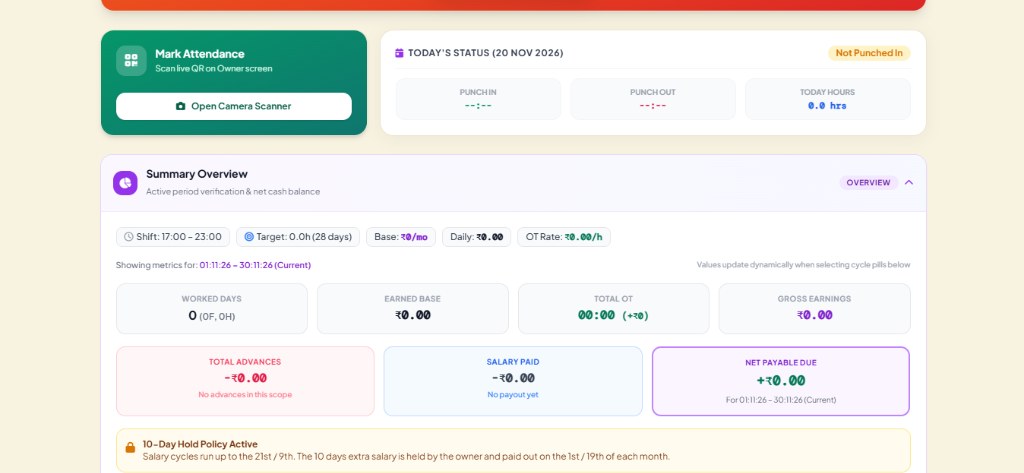 Mark Attendance
Scan live QR on Owner screen
Open Camera Scanner
TODAY'S STATUS (20 NOV 2026)
Not Punched In
PUNCH IN
--:--
PUNCH OUT
--:--
TODAY HOURS
0.0 hrs
Summary Overview
Active period verification & net cash balance
OVERVIEW
Shift: 17:00 – 23:00
Target: 0.0h (28 days)
Base: ₹0/mo
Daily: ₹0.00
OT Rate: ₹0.00/h
Showing metrics for: 01:11:26 – 30:11:26 (Current)
Values update dynamically when selecting cycle pills below
WORKED DAYS
0 (0F, 0H)
EARNED BASE
₹0.00
TOTAL OT
00:00 (+₹0)
GROSS EARNINGS
₹0.00
TOTAL ADVANCES
-₹0.00
No advances in this scope
SALARY PAID
-₹0.00
No payout yet
NET PAYABLE DUE
+₹0.00
For 01:11:26 – 30:11:26 (Current)
10-Day Hold Policy Active
Salary cycles run up to the 21st / 9th. The 10 days extra salary is held by the owner and paid out on the 1st / 19th of each month.